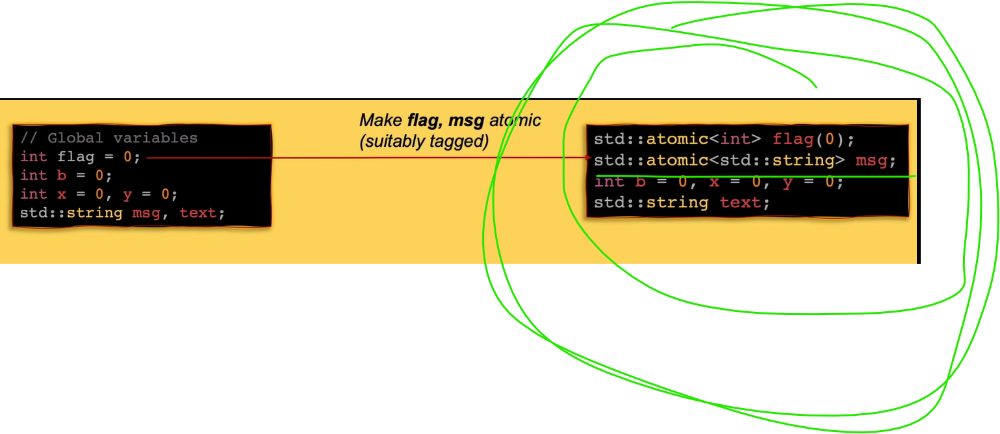 // Global variables
int flag = 0;
int b = 0;
int x = 0, y = 0;
std::string msg, text;
Make flag, msg atomic
(suitably tagged)
std::atomic<int> flag(0);
std::atomic<std::string> msg;
int b = 0, x = 0, y = 0;
std::string text;